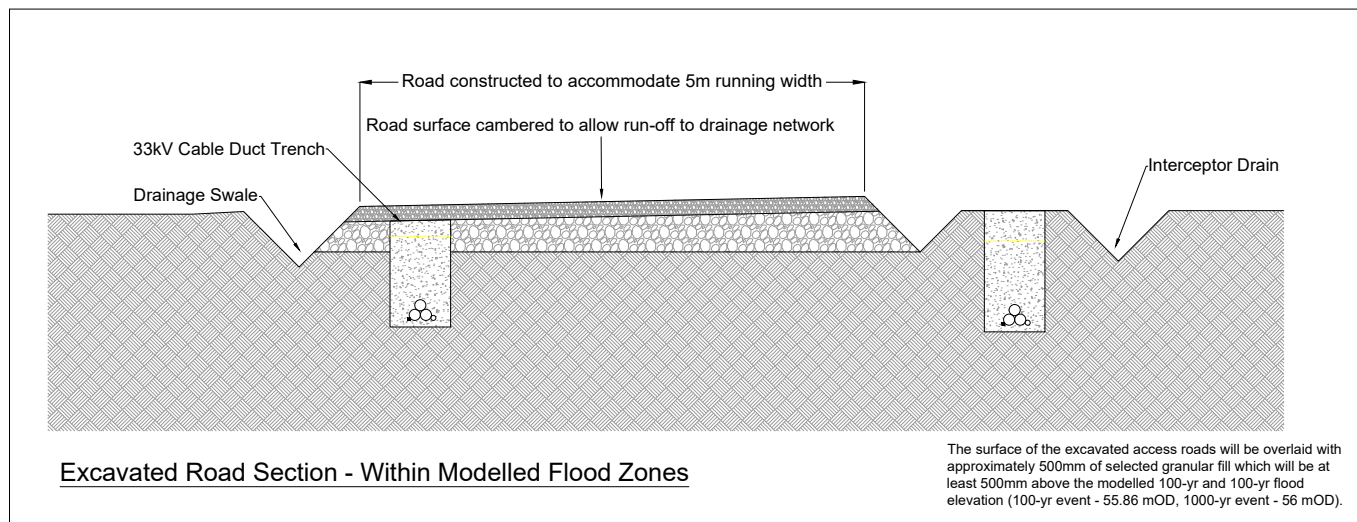 Road constructed to accommodate 5m running width
Road surface cambered to allow run-off to drainage network
33kV Cable Duct Trench
Interceptor Drain
Drainage Swale
Excavated Road Section - Within Modelled Flood Zones
The surface of the excavated access roads will be overlaid with
approximately 500mm of selected granular fill which will be at
least 500mm above the modelled 100-yr and 100-yr flood
elevation (100-yr event - 55.86 mOD, 1000-yr event - 56 mOD).